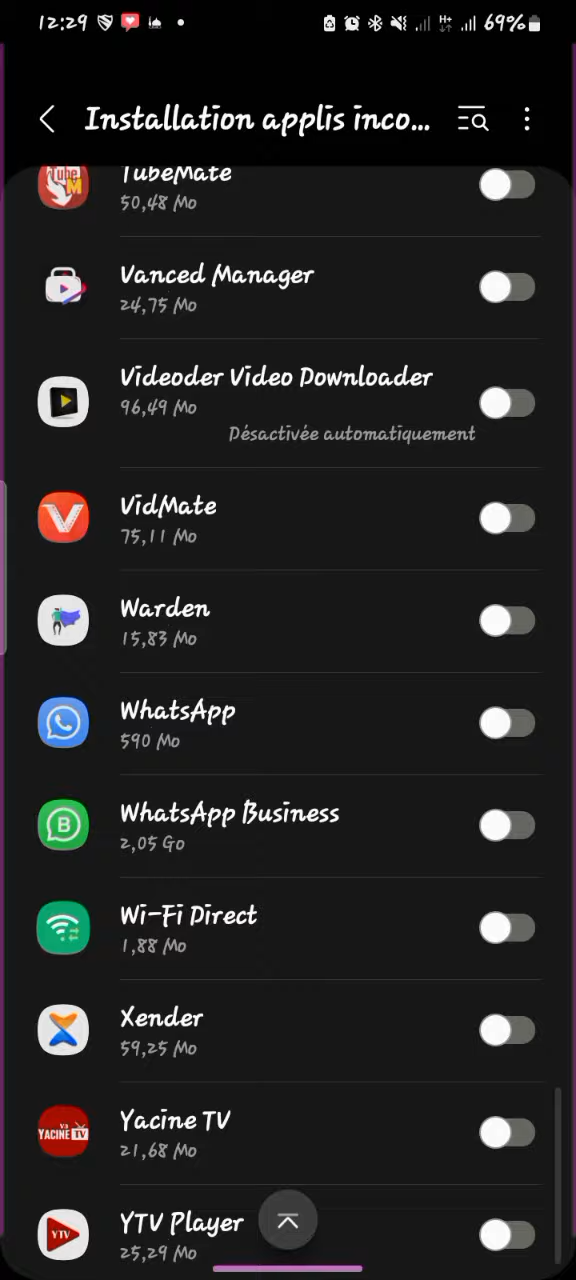 12:29 69%
Installation applis inco...
TubeMate
50,48 Mo
Vanced Manager
24,75 Mo
Videoder Video Downloader
96,49 Mo
Désactivée automatiquement
VidMate
75,11 Mo
Warden
15,83 Mo
WhatsApp
590 Mo
WhatsApp Business
2,05 Go
Wi-Fi Direct
1,88 Mo
Xender
59,25 Mo
Yacine TV
21,68 Mo
YTV Player
25,29 Mo